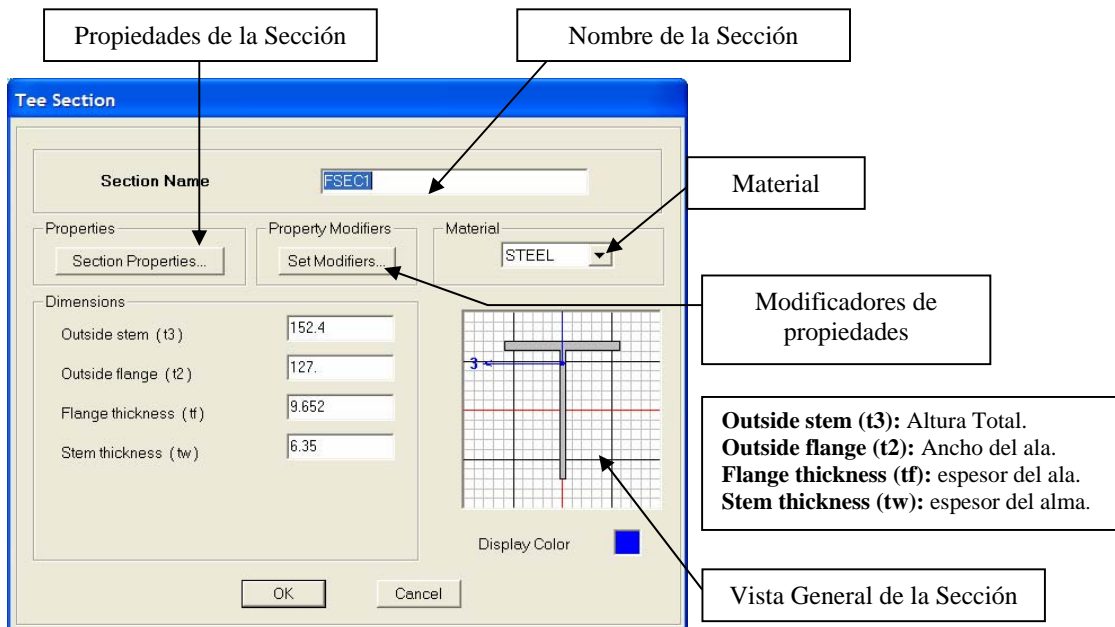 Propiedades de la Sección
Nombre de la Sección
Tee Section
Section Name
FSEC1
Material
Properties
Property Modifiers
Material
Section Properties...
Set Modifiers...
STEEL
Modificadores de
propiedades
Dimensions
Outside stem (t3)
152.4
Outside flange (t2)
127.
Flange thickness (tf)
9.652
Stem thickness (tw)
6.35
3
Outside stem (t3): Altura Total.
Outside flange (t2): Ancho del ala.
Flange thickness (tf): espesor del ala.
Stem thickness (tw): espesor del alma.
Display Color
OK
Cancel
Vista General de la Sección